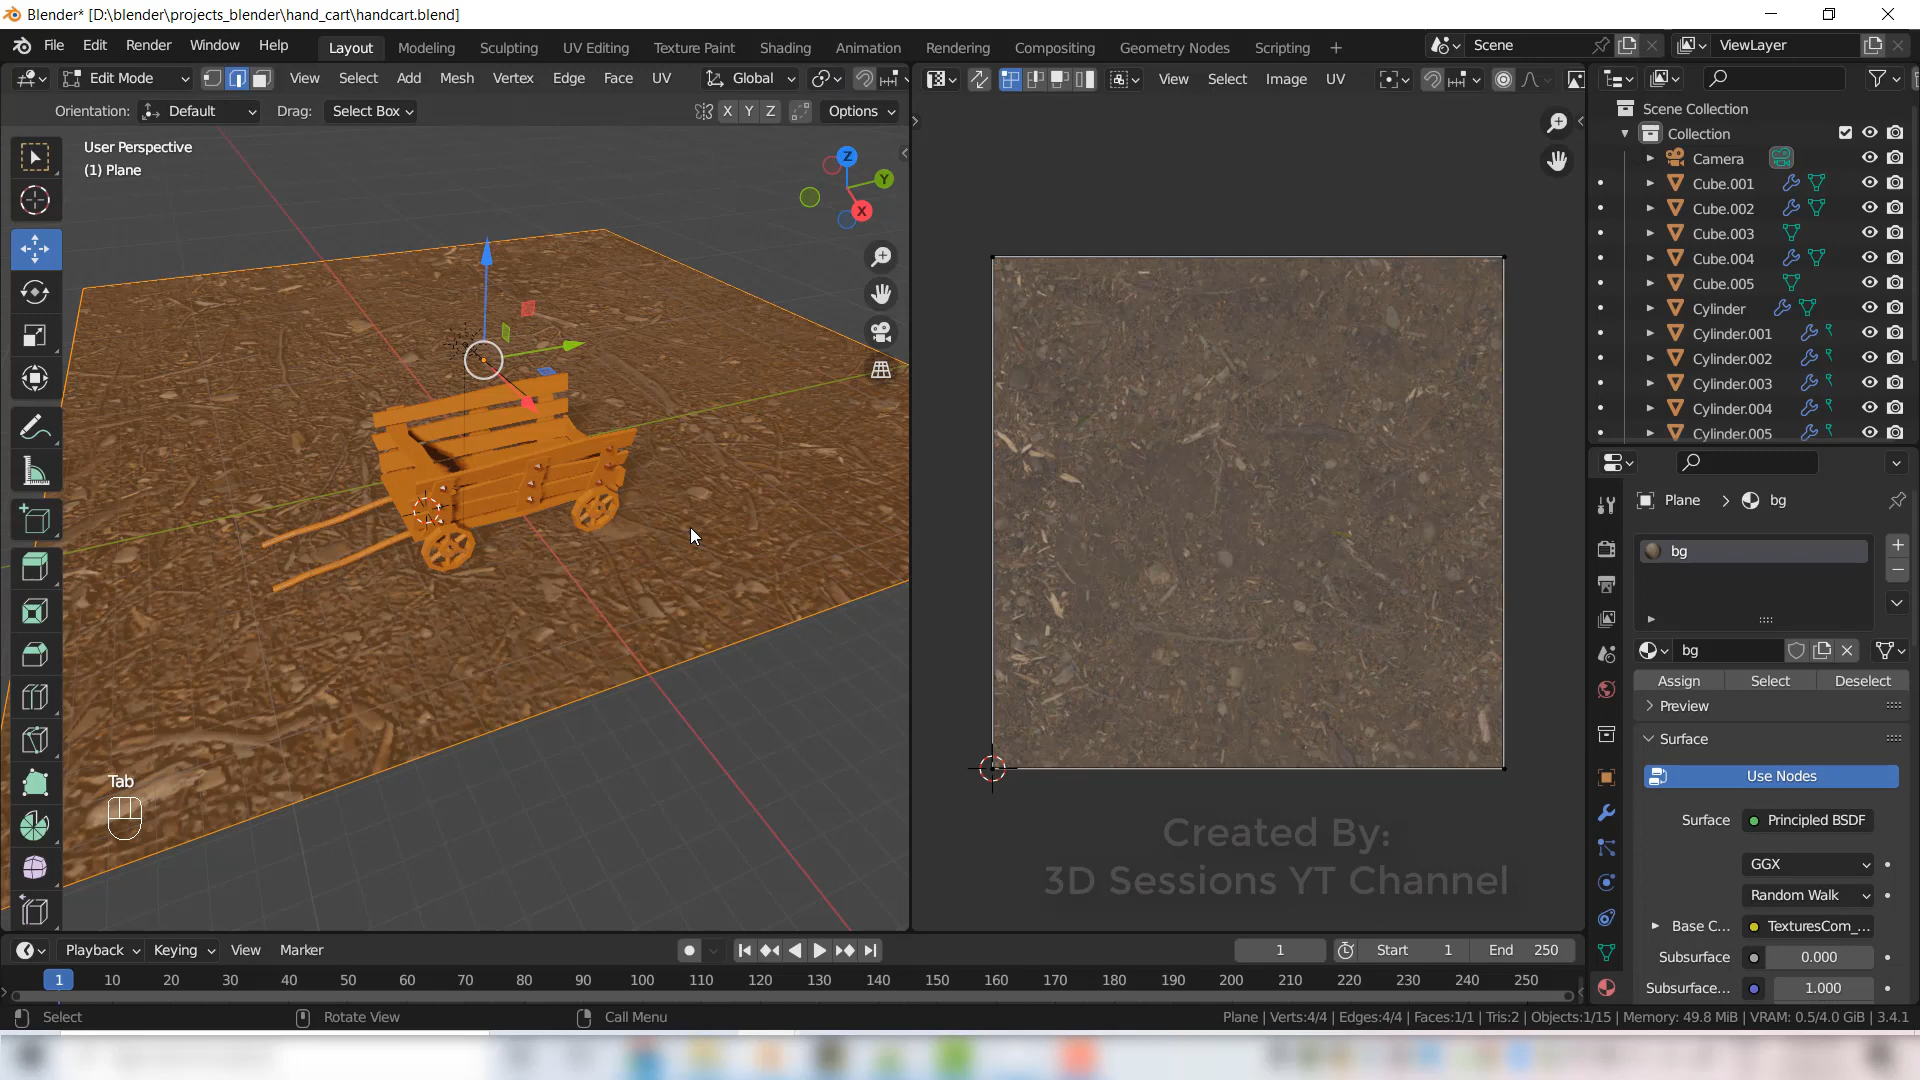 Blender* [D:\blender\projects_blender\hand_cart\handcart.blend]
File Edit Render Window Help Layout Modeling Sculpting UV Editing Texture Paint Shading Animation Rendering Compositing Geometry Nodes Scripting + Scene ViewLayer
Edit Mode View Select Add Mesh Vertex Edge Face UV Global View Select Image UV
Orientation: Default Drag: Select Box X Y Z Options
User Perspective
(1) Plane
Z
Y
X
Scene Collection
Collection
Camera
Cube.001
Cube.002
Cube.003
Cube.004
Cube.005
Cylinder
Cylinder.001
Cylinder.002
Cylinder.003
Cylinder.004
Cylinder.005
Plane > bg
bg
bg
Assign Select Deselect
Preview
Surface
Use Nodes
Surface Principled BSDF
GGX
Random Walk
Base C... TexturesCom_...
Subsurface 0.000
Subsurface... 1.000
Tab
Created By:
3D Sessions YT Channel
Playback Keying View Marker 1 Start 1 End 250
1 10 20 30 40 50 60 70 80 90 100 110 120 130 140 150 160 170 180 190 200 210 220 230 240 250
Select Rotate View Call Menu Plane | Verts:4/4 | Edges:4/4 | Faces:1/1 | Tris:2 | Objects:1/15 | Memory: 49.8 MiB | VRAM: 0.5/4.0 GiB | 3.4.1